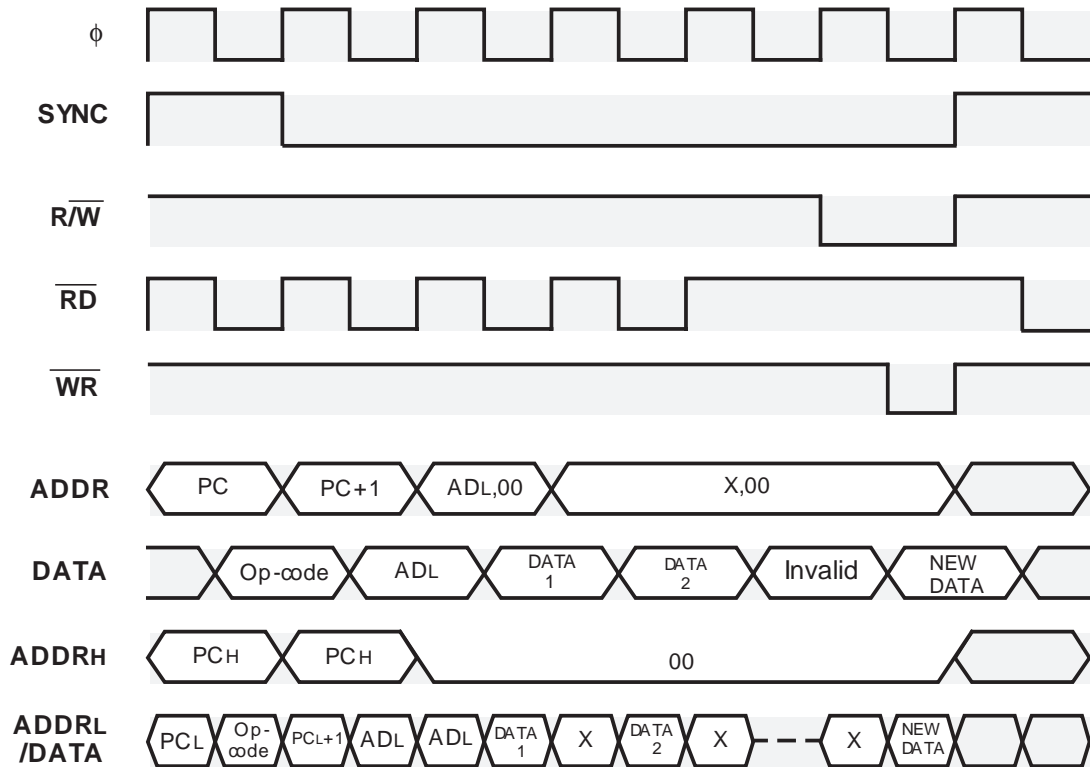 ϕ
SYNC
R/W
RD
WR
ADDR PC PC+1 ADL,00 X,00
DATA Op-code ADL DATA 1 DATA 2 Invalid NEW DATA
ADDRH PCH PCH 00
ADDRL /DATA PCL Op-code PCL+1 ADL ADL DATA 1 X DATA 2 X X NEW DATA